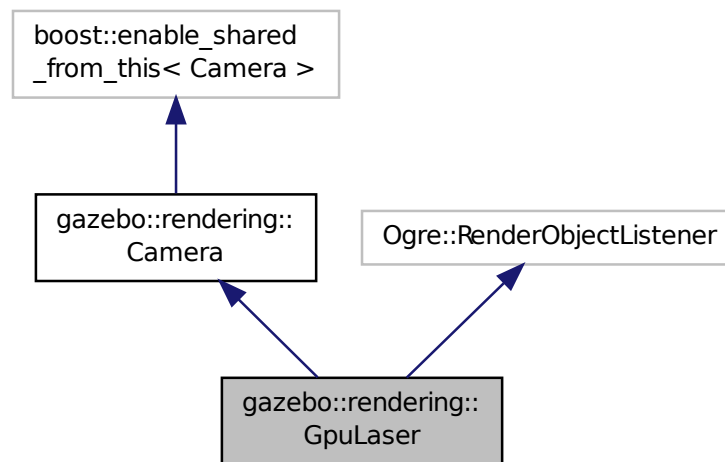 boost::enable_shared
_from_this< Camera >
gazebo::rendering::
Camera
Ogre::RenderObjectListener
gazebo::rendering::
GpuLaser